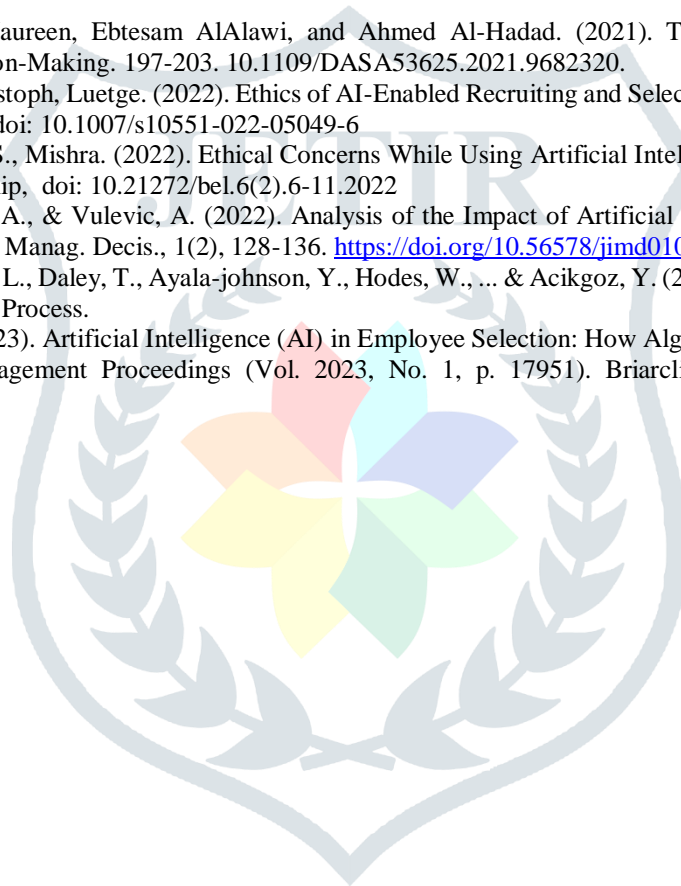 aureen, Ebtesam AlAlawi, and Ahmed Al-Hadad. (2021). T
on-Making. 197-203. 10.1109/DASA53625.2021.9682320.
stoph, Luetge. (2022). Ethics of AI-Enabled Recruiting and Selec
doi: 10.1007/s10551-022-05049-6
S., Mishra. (2022). Ethical Concerns While Using Artificial Intel
ip, doi: 10.21272/bel.6(2).6-11.2022
A., & Vulevic, A. (2022). Analysis of the Impact of Artificial
Manag. Decis., 1(2), 128-136. https://doi.org/10.56578/jimd010
L., Daley, T., Ayala-johnson, Y., Hodes, W., ... & Acikgoz, Y. (2
Process.
23). Artificial Intelligence (AI) in Employee Selection: How Alg
agement Proceedings (Vol. 2023, No. 1, p. 17951). Briarcli
JETIR